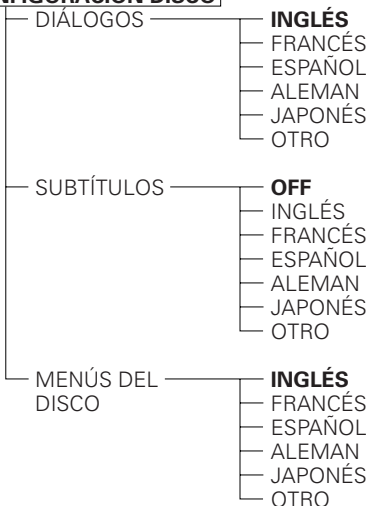 DISCO
DIÁLOGOS
INGLÉS
FRANCÉS
ESPAÑOL
ALEMAN
JAPONÉS
OTRO
SUBTÍTULOS
OFF
INGLÉS
FRANCÉS
ESPAÑOL
ALEMAN
JAPONÉS
OTRO
MENÚS DEL
DISCO
INGLÉS
FRANCÉS
ESPAÑOL
ALEMAN
JAPONÉS
OTRO